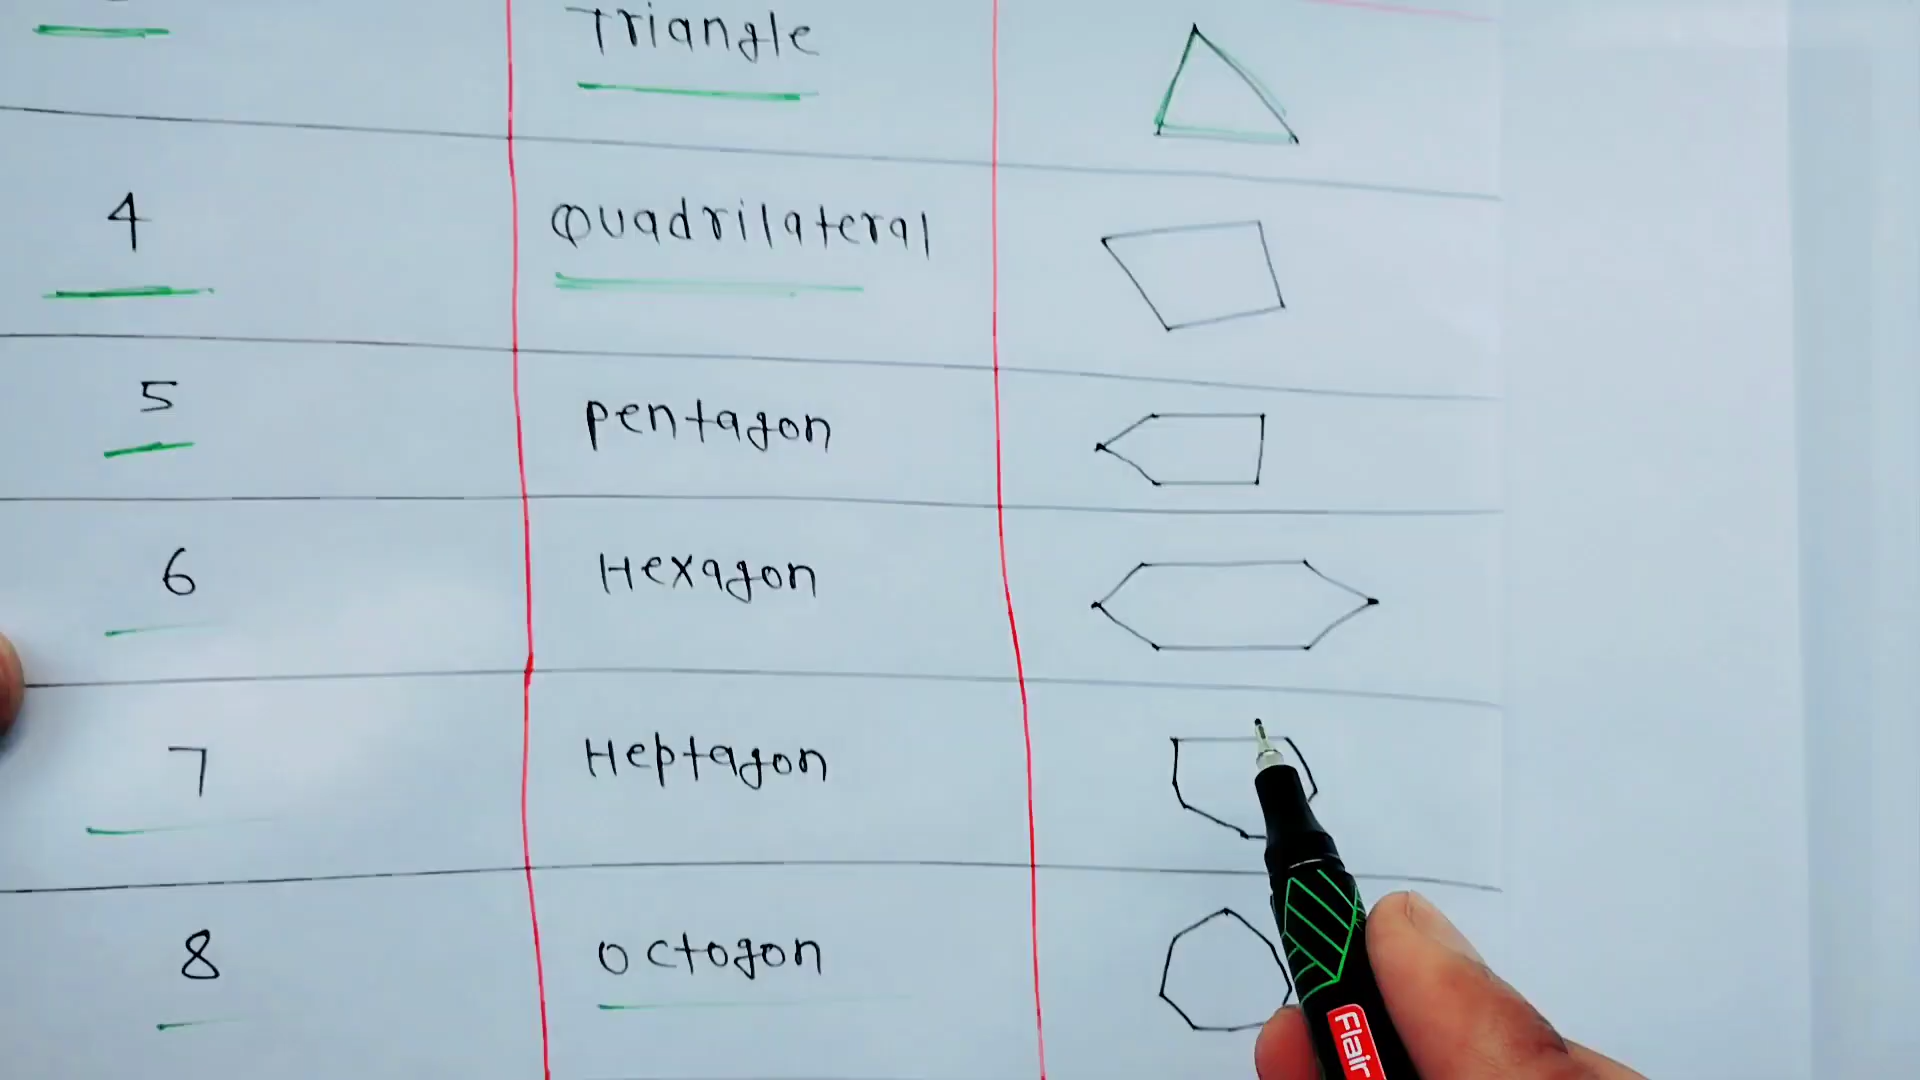 Triangle
4 Quadrilateral
5 pentagon
6 Hexagon
7 Heptagon
8 octogon
Flair